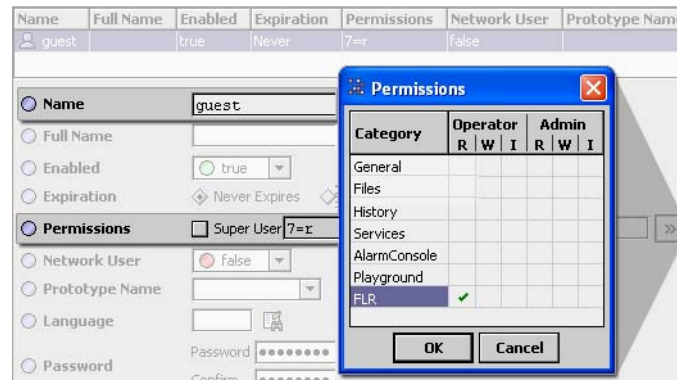 Name Full Name Enabled Expiration Permissions Network User Prototype Nam
guest true Never 7=r false
Name guest
Full Name
Enabled true
Expiration Never Expires
Permissions Super User 7=r »
Network User false
Prototype Name
Language
Password Password
Confirm
Permissions
Category Operator Admin
R W I R W I
General
Files
History
Services
AlarmConsole
Playground
FLR
OK Cancel